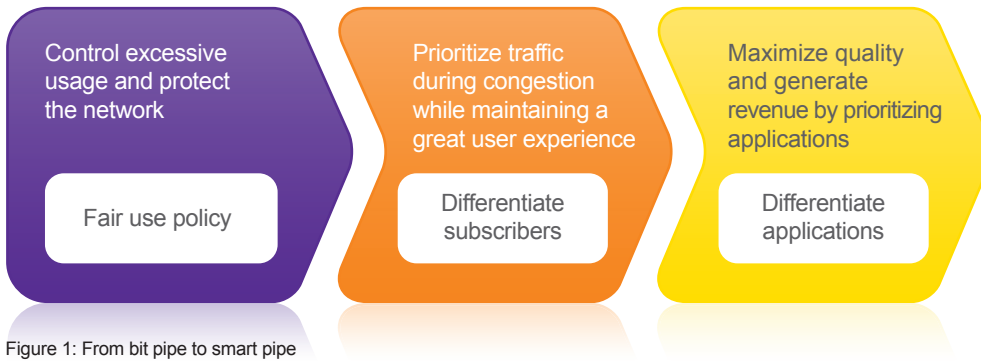 Control excessive
usage and protect
the network
Fair use policy
Prioritize traffic
during congestion
while maintaining a
great user experience
Differentiate
subscribers
Maximize quality
and generate
revenue by prioritizing
applications
Differentiate
applications
Figure 1: From bit pipe to smart pipe